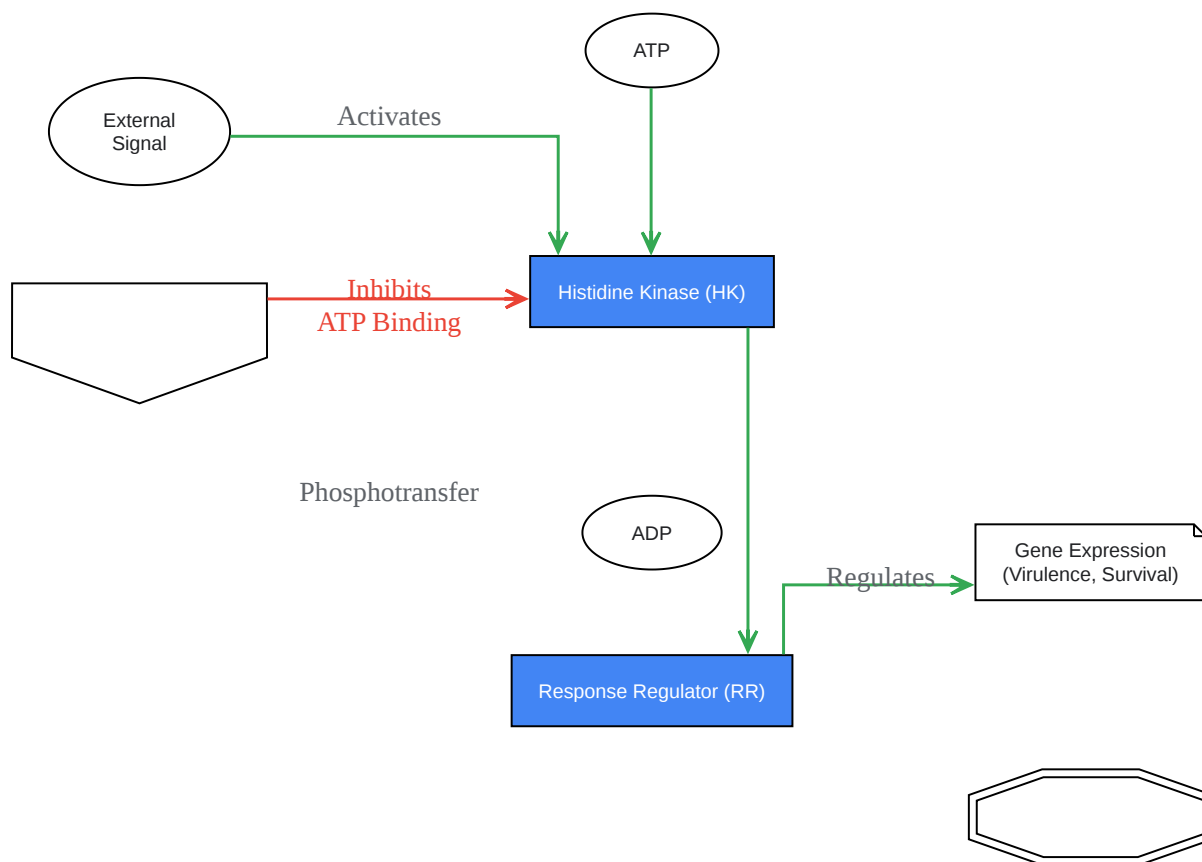 ATP
External
Signal
Activates
Histidine Kinase (HK)
Inhibits
ATP Binding
Phosphotransfer
ADP
Gene Expression
(Virulence, Survival)
Regulates
Response Regulator (RR)